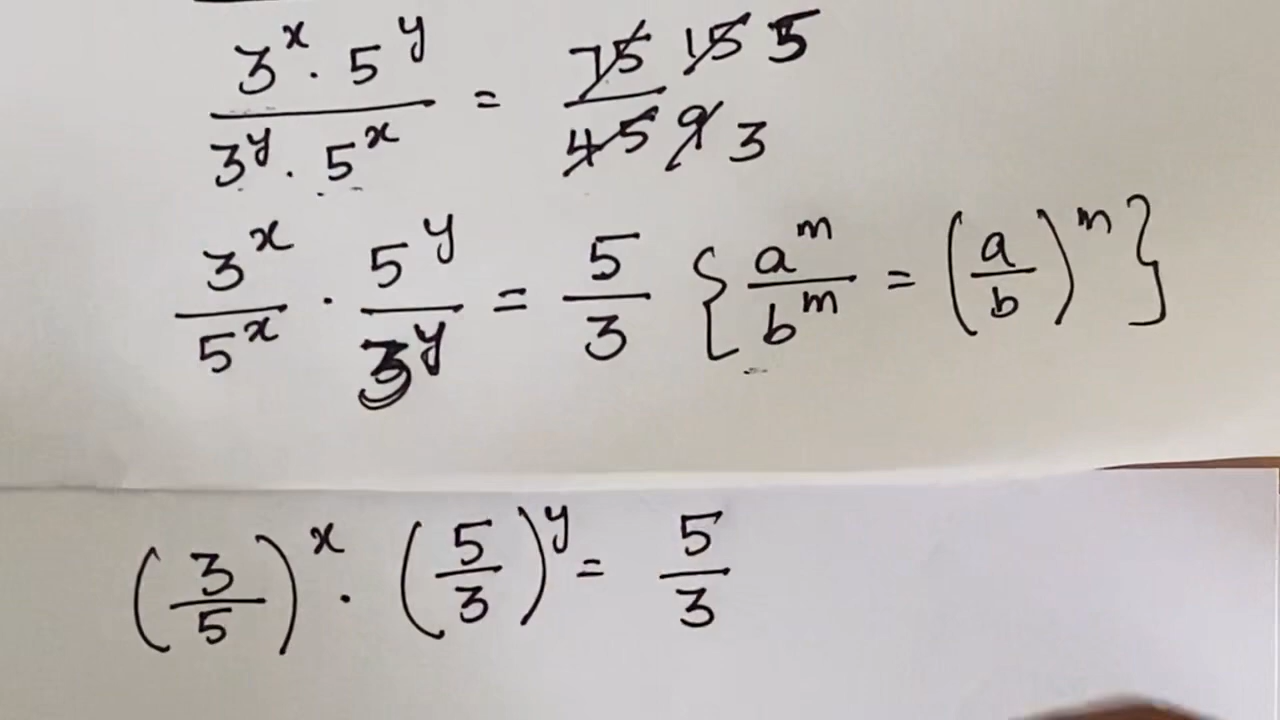 3^x · 5^y / 3^y · 5^x = 75/45 15/9 5/3
3^x/5^x · 5^y/3^y = 5/3 {a^m/b^m = (a/b)^m}
(3/5)^x · (5/3)^y = 5/3